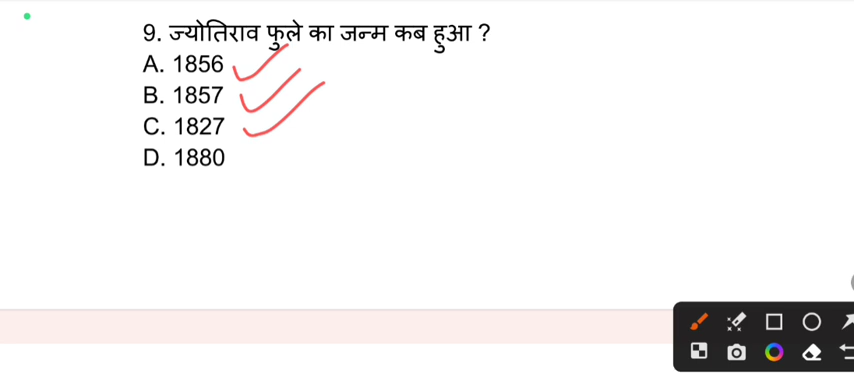 9. ज्योतिराव फुले का जन्म कब हुआ ?
A. 1856
B. 1857
C. 1827
D. 1880